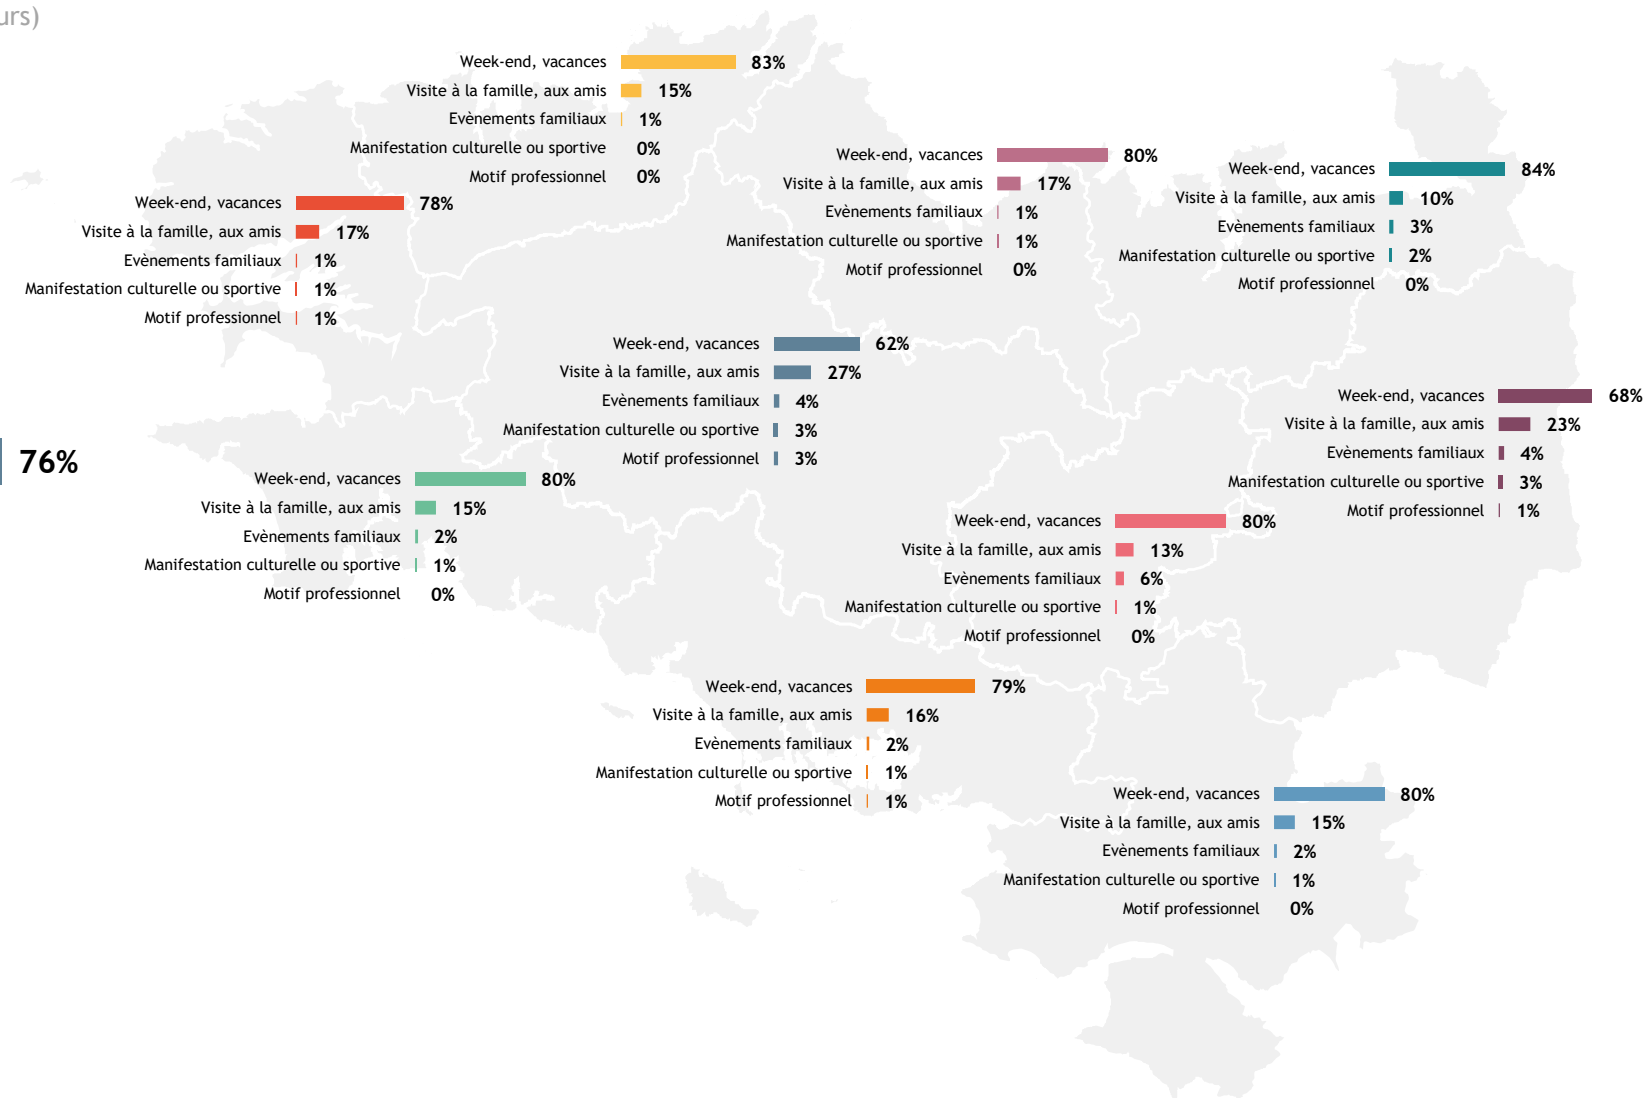 urs)
Week-end, vacances 83%
Visite à la famille, aux amis 15%
Evènements familiaux 1%
Manifestation culturelle ou sportive 0%
Motif professionnel 0%
Week-end, vacances 80%
Visite à la famille, aux amis 17%
Evènements familiaux 1%
Manifestation culturelle ou sportive 1%
Motif professionnel 0%
Week-end, vacances 84%
Visite à la famille, aux amis 10%
Evènements familiaux 3%
Manifestation culturelle ou sportive 2%
Motif professionnel 0%
Week-end, vacances 78%
Visite à la famille, aux amis 17%
Evènements familiaux 1%
Manifestation culturelle ou sportive 1%
Motif professionnel 1%
Week-end, vacances 62%
Visite à la famille, aux amis 27%
Evènements familiaux 4%
Manifestation culturelle ou sportive 3%
Motif professionnel 3%
Week-end, vacances 68%
Visite à la famille, aux amis 23%
Evènements familiaux 4%
Manifestation culturelle ou sportive 3%
Motif professionnel 1%
76%
Week-end, vacances 80%
Visite à la famille, aux amis 15%
Evènements familiaux 2%
Manifestation culturelle ou sportive 1%
Motif professionnel 0%
Week-end, vacances 80%
Visite à la famille, aux amis 13%
Evènements familiaux 6%
Manifestation culturelle ou sportive 1%
Motif professionnel 0%
Week-end, vacances 79%
Visite à la famille, aux amis 16%
Evènements familiaux 2%
Manifestation culturelle ou sportive 1%
Motif professionnel 1%
Week-end, vacances 80%
Visite à la famille, aux amis 15%
Evènements familiaux 2%
Manifestation culturelle ou sportive 1%
Motif professionnel 0%